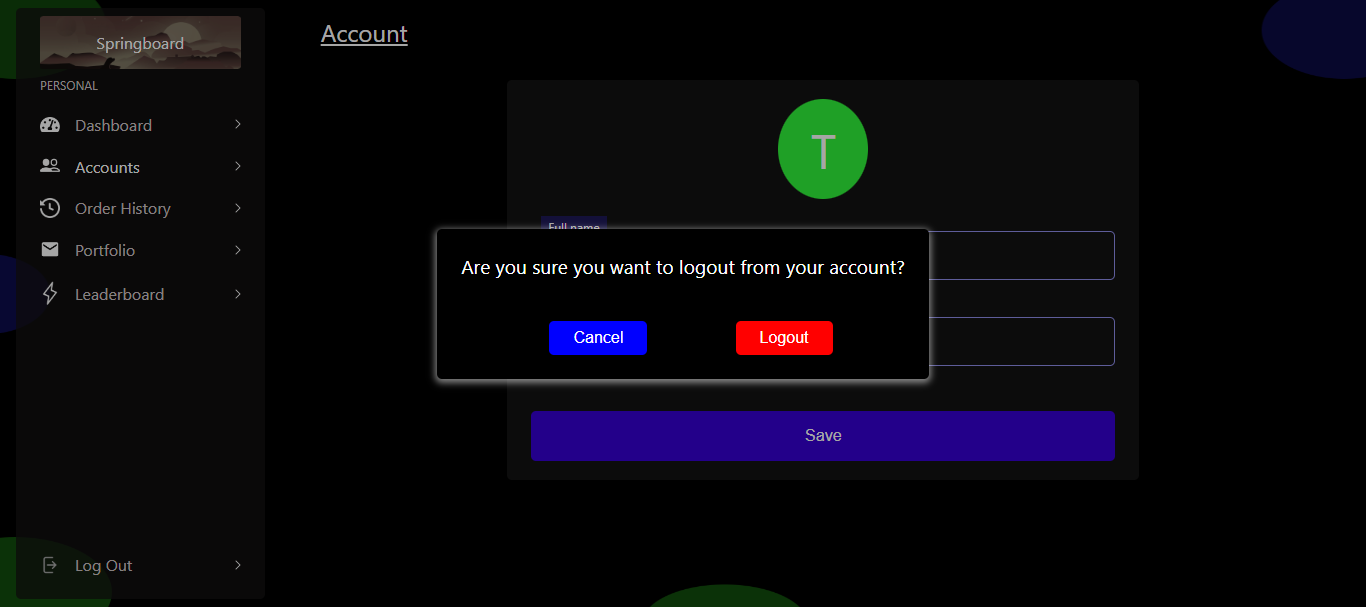 Springboard
PERSONAL
Dashboard
Accounts
Order History
Portfolio
Leaderboard
Log Out
Account
T
Full name
Are you sure you want to logout from your account?
Cancel
Logout
Save